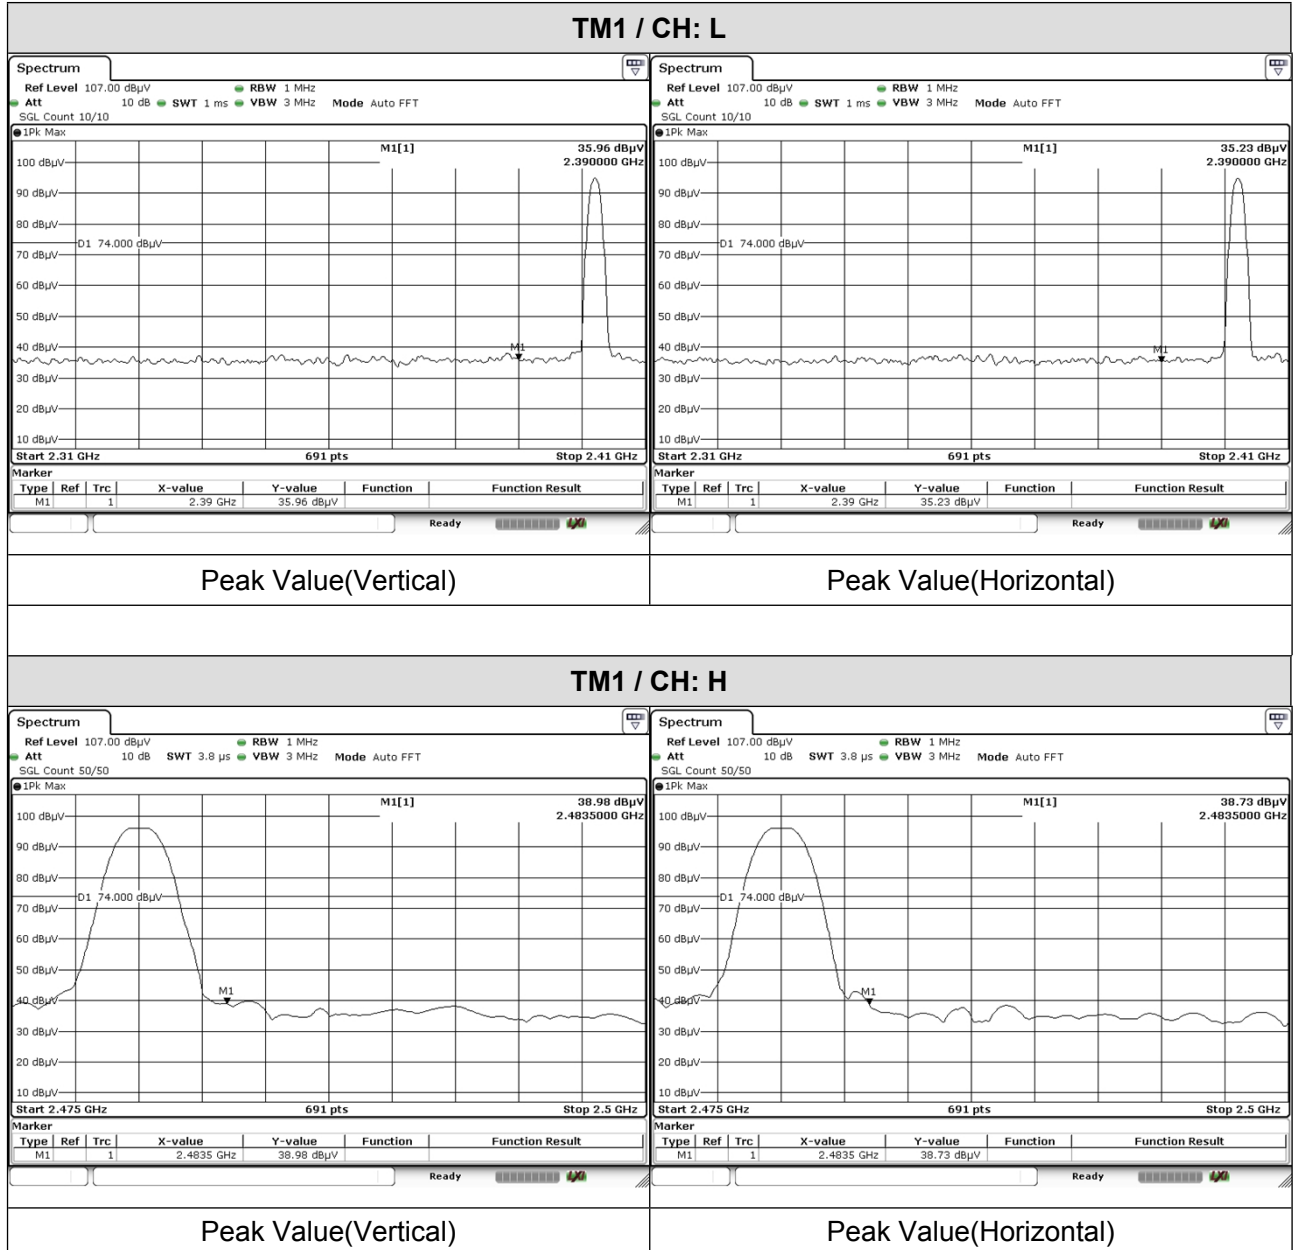 TM1 / CH: L
Spectrum
Ref Level 107.00 dBµV RBW 1 MHz
Att 10 dB SWT 1 ms VBW 3 MHz Mode Auto FFT
SGL Count 10/10
1Pk Max
M1[1] 35.96 dBµV
2.390000 GHz
100 dBµV
90 dBµV
80 dBµV
D1 74.000 dBµV
70 dBµV
60 dBµV
50 dBµV
40 dBµV
M1
30 dBµV
20 dBµV
10 dBµV
Start 2.31 GHz 691 pts Stop 2.41 GHz
Marker
Type Ref Trc X-value Y-value Function Function Result
M1 1 2.39 GHz 35.96 dBµV
Ready LXI
Peak Value(Vertical)
Spectrum
Ref Level 107.00 dBµV RBW 1 MHz
Att 10 dB SWT 1 ms VBW 3 MHz Mode Auto FFT
SGL Count 10/10
1Pk Max
M1[1] 35.23 dBµV
2.390000 GHz
100 dBµV
90 dBµV
80 dBµV
D1 74.000 dBµV
70 dBµV
60 dBµV
50 dBµV
40 dBµV
M1
30 dBµV
20 dBµV
10 dBµV
Start 2.31 GHz 691 pts Stop 2.41 GHz
Marker
Type Ref Trc X-value Y-value Function Function Result
M1 1 2.39 GHz 35.23 dBµV
Ready LXI
Peak Value(Horizontal)
TM1 / CH: H
Spectrum
Ref Level 107.00 dBµV RBW 1 MHz
Att 10 dB SWT 3.8 µs VBW 3 MHz Mode Auto FFT
SGL Count 50/50
1Pk Max
M1[1] 38.98 dBµV
2.4835000 GHz
100 dBµV
90 dBµV
80 dBµV
D1 74.000 dBµV
70 dBµV
60 dBµV
50 dBµV
M1
40 dBµV
30 dBµV
20 dBµV
10 dBµV
Start 2.475 GHz 691 pts Stop 2.5 GHz
Marker
Type Ref Trc X-value Y-value Function Function Result
M1 1 2.4835 GHz 38.98 dBµV
Ready LXI
Peak Value(Vertical)
Spectrum
Ref Level 107.00 dBµV RBW 1 MHz
Att 10 dB SWT 3.8 µs VBW 3 MHz Mode Auto FFT
SGL Count 50/50
1Pk Max
M1[1] 38.73 dBµV
2.4835000 GHz
100 dBµV
90 dBµV
80 dBµV
D1 74.000 dBµV
70 dBµV
60 dBµV
50 dBµV
M1
40 dBµV
30 dBµV
20 dBµV
10 dBµV
Start 2.475 GHz 691 pts Stop 2.5 GHz
Marker
Type Ref Trc X-value Y-value Function Function Result
M1 1 2.4835 GHz 38.73 dBµV
Ready LXI
Peak Value(Horizontal)